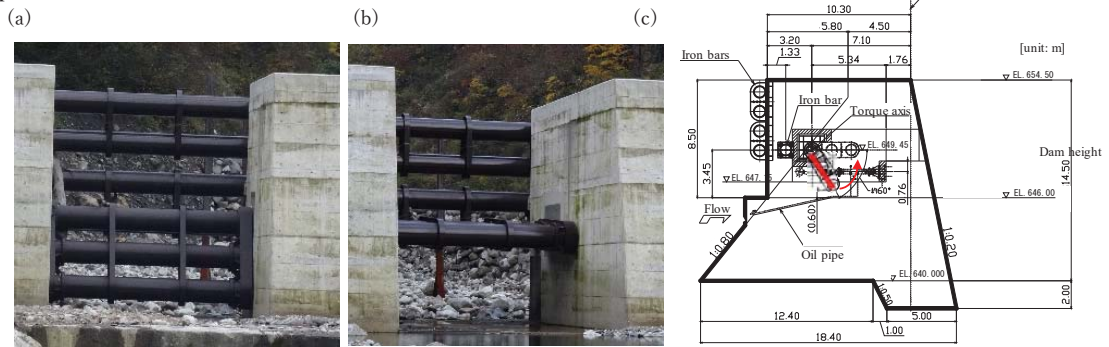 (a)
(b)
(c)
10.30
5.80
4.50
3.20
7.10
[unit: m]
1.33
5.34
1.76
Iron bars
EL. 654.50
Iron bar
Torque axis
8.50
EL. 649.45
Dam height
14.50
3.45
0.76
EL. 646.00
Flow
(0.60)
Oil pipe
1:0.80
1:0.20
EL. 640.000
1:0.50
2.00
12.40
5.00
1.00
18.40